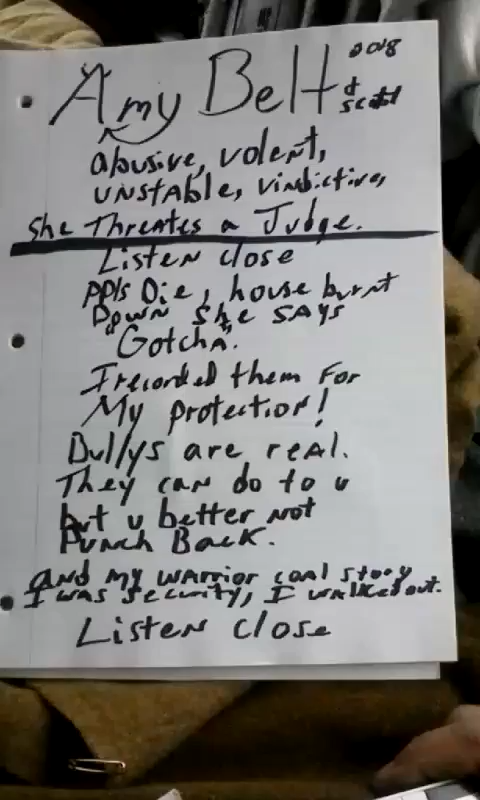 2018
Amy Belt & Scott
abusive, volent,
UNSTABLE, vindictive,
She Threates a Judge.
Listen close
ppls Die, house burnt
Down she SAYS
"Gotcha".
I recorded them for
My protection!
Bullys are real.
They can do to u
but u better Not
Punch Back.
and my warrior coal story
I was security, I walked out.
Listen close